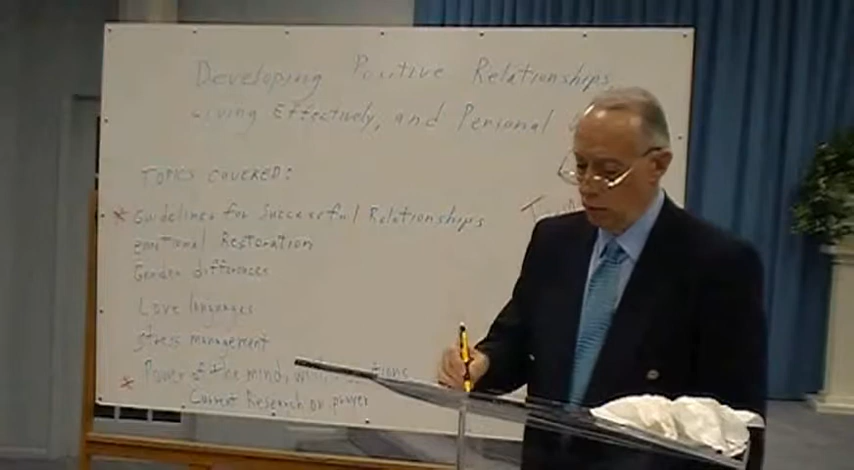 Developing Positive Relationships
Living Effectively, and Personal
TOPICS COVERED:
* Guidelines for Successful Relationships
emotional Restoration
Gender differences
Love languages
stress management
* Power of the mind,
Current Research on prayer